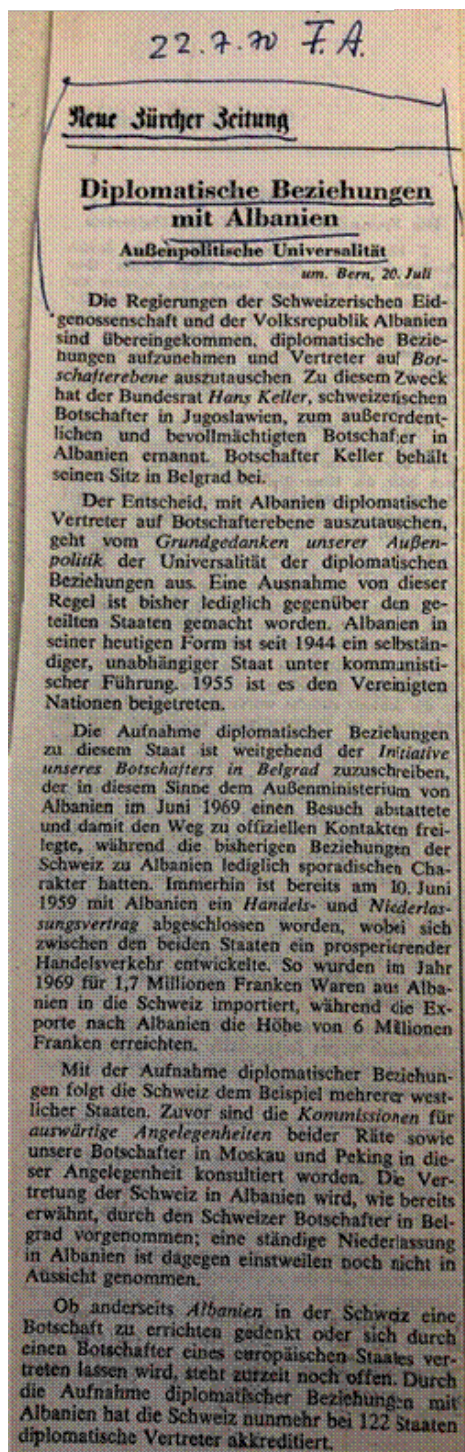 22.7.70 F.A.
Neue Zürcher Zeitung
Diplomatische Beziehungen
mit Albanien
Außenpolitische Universalität
um. Bern, 20. Juli
Die Regierungen der Schweizerischen Eid-
genossenschaft und der Volksrepublik Albanien
sind übereingekommen, diplomatische Bezie-
hungen aufzunehmen und Vertreter auf Bot-
schafterebene auszutauschen Zu diesem Zweck
hat der Bundesrat Hans Keller, schweizerischen
Botschafter in Jugoslawien, zum außerordent-
lichen und bevollmächtigten Botschafter in
Albanien ernannt. Botschafter Keller behält
seinen Sitz in Belgrad bei.
Der Entscheid, mit Albanien diplomatische
Vertreter auf Botschafterebene auszutauschen,
geht vom Grundgedanken unserer Außen-
politik der Universalität der diplomatischen
Beziehungen aus. Eine Ausnahme von dieser
Regel ist bisher lediglich gegenüber den ge-
teilten Staaten gemacht worden. Albanien in
seiner heutigen Form ist seit 1944 ein selbstän-
diger, unabhängiger Staat unter kommunisti-
scher Führung. 1955 ist es den Vereinigten
Nationen beigetreten.
Die Aufnahme diplomatischer Beziehungen
zu diesem Staat ist weitgehend der Initiative
unseres Botschafters in Belgrad zuzuschreiben,
der in diesem Sinne dem Außenministerium von
Albanien im Juni 1969 einen Besuch abstattete
und damit den Weg zu offiziellen Kontakten frei-
legte, während die bisherigen Beziehungen der
Schweiz zu Albanien lediglich sporadischen Cha-
rakter hatten. Immerhin ist bereits am 10. Juni
1959 mit Albanien ein Handels- und Niederlas-
sungsvertrag abgeschlossen worden, wobei sich
zwischen den beiden Staaten ein prosperierender
Handelsverkehr entwickelte. So wurden im Jahr
1969 für 1,7 Millionen Franken Waren aus Alba-
nien in die Schweiz importiert, während die Ex-
porte nach Albanien die Höhe von 6 Millionen
Franken erreichten.
Mit der Aufnahme diplomatischer Beziehun-
gen folgt die Schweiz dem Beispiel mehrerer west-
licher Staaten. Zuvor sind die Kommissionen für
auswärtige Angelegenheiten beider Räte sowie
unsere Botschafter in Moskau und Peking in die-
ser Angelegenheit konsultiert worden. Die Ver-
tretung der Schweiz in Albanien wird, wie bereits
erwähnt, durch den Schweizer Botschafter in Bel-
grad vorgenommen; eine ständige Niederlassung
in Albanien ist dagegen einstweilen noch nicht in
Aussicht genommen.
Ob anderseits Albanien in der Schweiz eine
Botschaft zu errichten gedenkt oder sich durch
einen Botschafter eines europäischen Staates ver-
treten lassen wird, steht zurzeit noch offen. Durch
die Aufnahme diplomatischer Beziehungen mit
Albanien hat die Schweiz nunmehr bei 122 Staaten
diplomatische Vertreter akkreditiert.